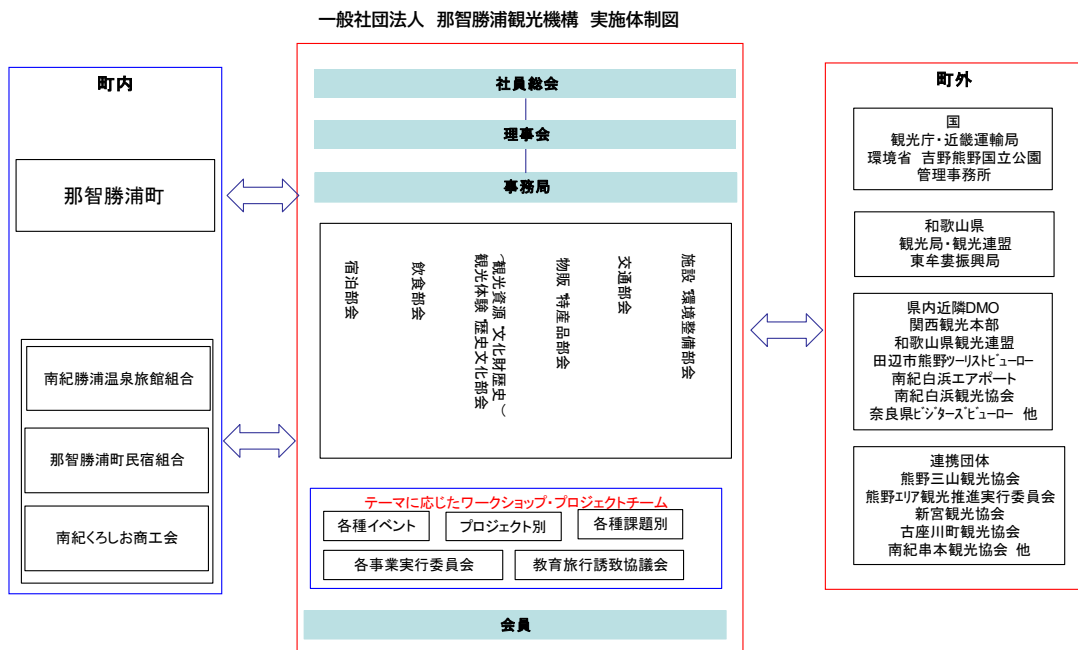 一般社団法人 那智勝浦観光機構 実施体制図
町内
那智勝浦町
南紀勝浦温泉旅館組合
那智勝浦町民宿組合
南紀くろしお商工会
社員総会
理事会
事務局
宿泊部会
飲食部会
観光体験・歴史文化部会
(観光資源・文化財歴史)
物販・特産品部会
交通部会
施設・環境整備部会
テーマに応じたワークショップ・プロジェクトチーム
各種イベント
プロジェクト別
各種課題別
各事業実行委員会
教育旅行誘致協議会
会員
町外
国
観光庁・近畿運輸局
環境省 吉野熊野国立公園
管理事務所
和歌山県
観光局・観光連盟
東牟婁振興局
県内近隣DMO
関西観光本部
和歌山県観光連盟
田辺市熊野ツーリストビューロー
南紀白浜エアポート
南紀白浜観光協会
奈良県ビジターズビューロー 他
連携団体
熊野三山観光協会
熊野エリア観光推進実行委員会
新宮観光協会
古座川町観光協会
南紀串本観光協会 他